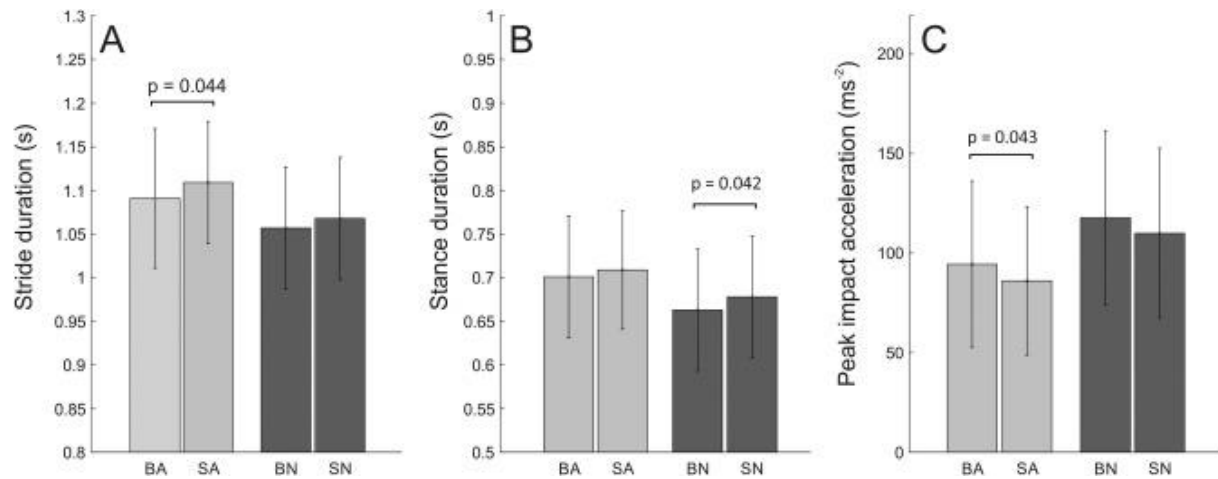 A
Stride duration (s)
1.3
1.25
1.2
1.15
1.1
1.05
1
0.95
0.9
0.85
0.8
p = 0.044
BA SA BN SN
B
Stance duration (s)
1
0.95
0.9
0.85
0.8
0.75
0.7
0.65
0.6
0.55
0.5
p = 0.042
BA SA BN SN
C
Peak impact acceleration (ms⁻²)
200
150
100
50
0
p = 0.043
BA SA BN SN